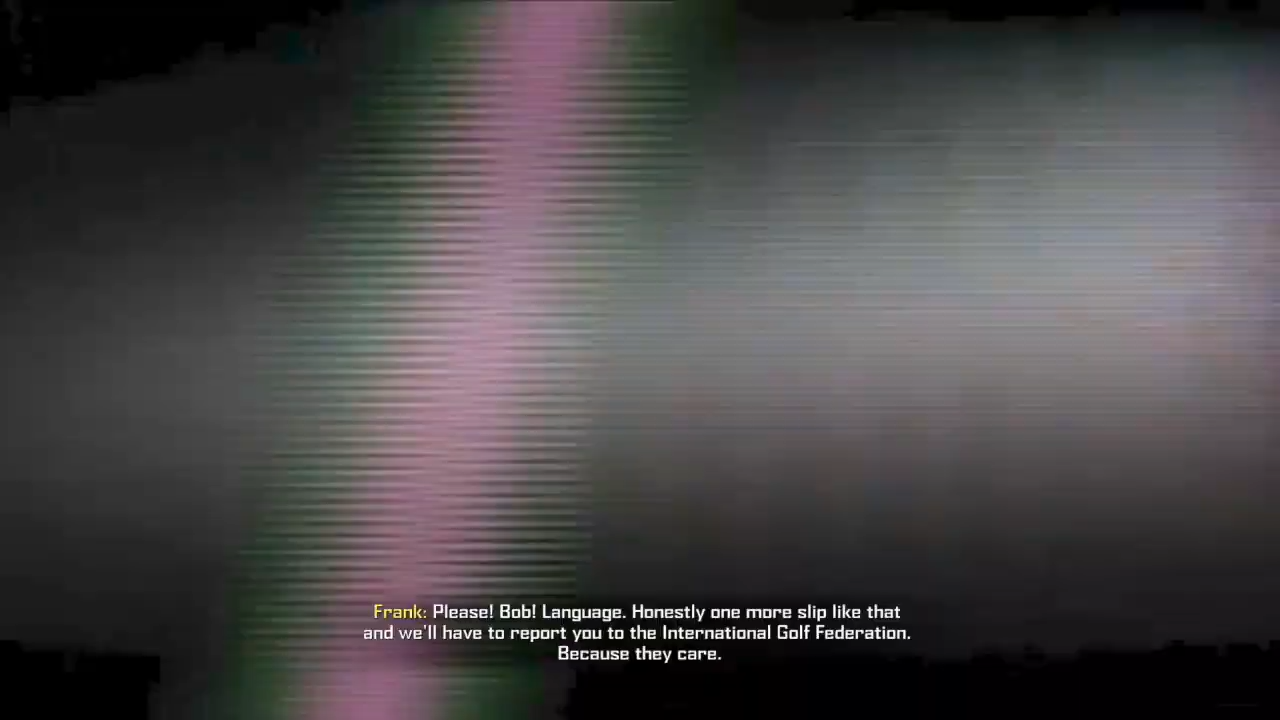 Frank: Please! Bob! Language. Honestly one more slip like that
and we'll have to report you to the International Golf Federation.
Because they care.